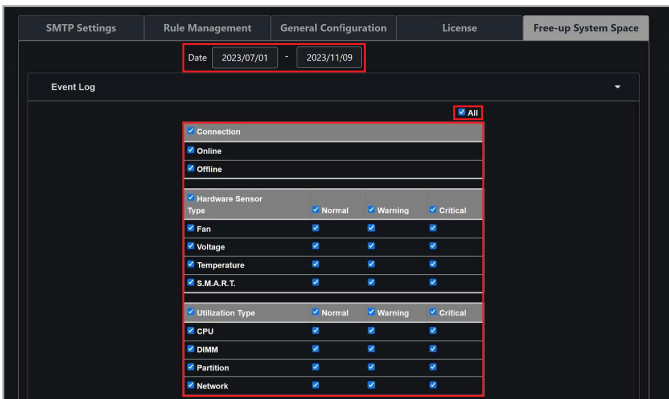 SMTP Settings Rule Management General Configuration License Free-up System Space
Date 2023/07/01 - 2023/11/09
Event Log
All
Connection
Online
Offline
Hardware Sensor
Type Normal Warning Critical
Fan
Voltage
Temperature
S.M.A.R.T.
Utilization Type Normal Warning Critical
CPU
DIMM
Partition
Network